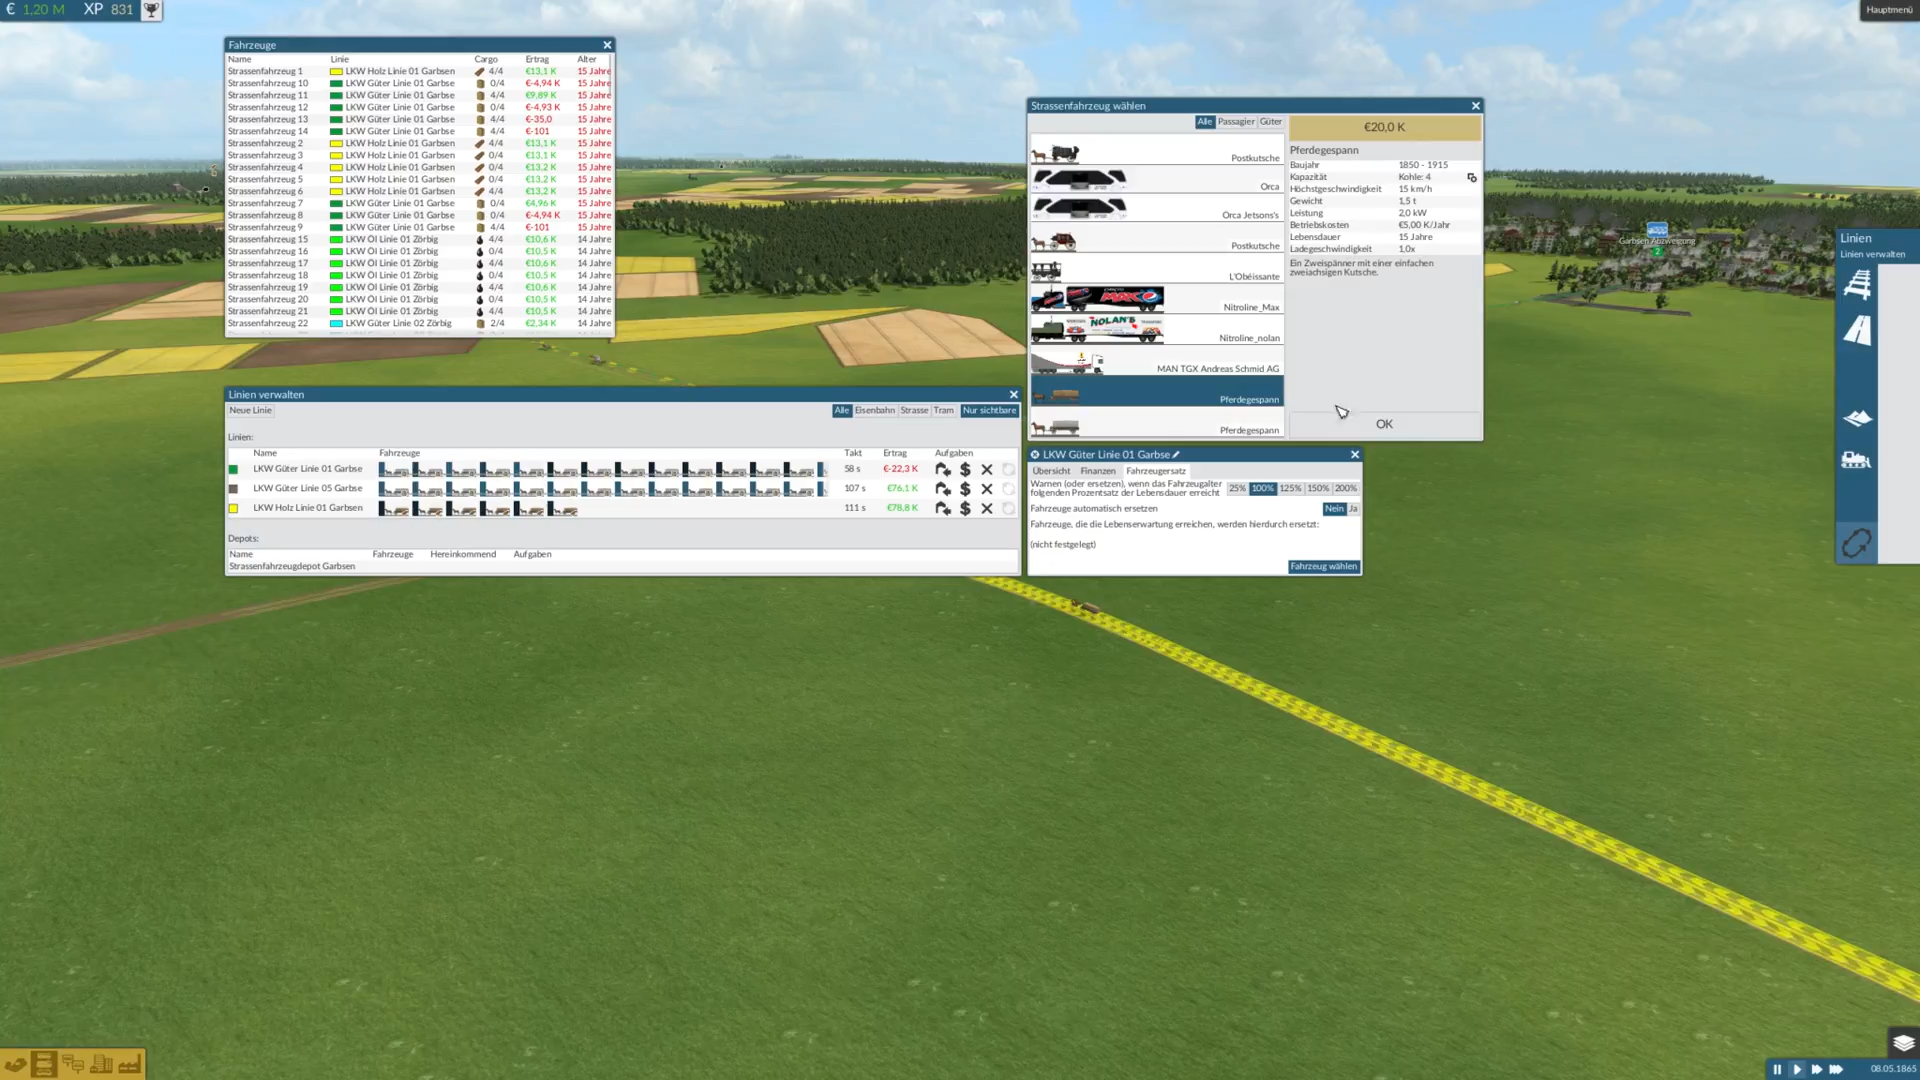 € 1,20 M XP 831
Hauptmenü
Fahrzeuge
Name Linie Cargo Ertrag Alter
Strassenfahrzeug 1 LKW Holz Linie 01 Garbsen 4/4 €13,1 K 15 Jahre
Strassenfahrzeug 10 LKW Güter Linie 01 Garbse 0/4 €-4,94 K 15 Jahre
Strassenfahrzeug 11 LKW Güter Linie 01 Garbse 4/4 €9,89 K 15 Jahre
Strassenfahrzeug 12 LKW Güter Linie 01 Garbse 0/4 €-4,93 K 15 Jahre
Strassenfahrzeug 13 LKW Güter Linie 01 Garbse 4/4 €-35,0 15 Jahre
Strassenfahrzeug 14 LKW Güter Linie 01 Garbse 4/4 €-101 15 Jahre
Strassenfahrzeug 2 LKW Holz Linie 01 Garbsen 4/4 €13,1 K 15 Jahre
Strassenfahrzeug 3 LKW Holz Linie 01 Garbsen 0/4 €13,1 K 15 Jahre
Strassenfahrzeug 4 LKW Holz Linie 01 Garbsen 0/4 €13,2 K 15 Jahre
Strassenfahrzeug 5 LKW Holz Linie 01 Garbsen 0/4 €13,2 K 15 Jahre
Strassenfahrzeug 6 LKW Holz Linie 01 Garbsen 4/4 €13,2 K 15 Jahre
Strassenfahrzeug 7 LKW Güter Linie 01 Garbse 0/4 €4,96 K 15 Jahre
Strassenfahrzeug 8 LKW Güter Linie 01 Garbse 0/4 €-4,94 K 15 Jahre
Strassenfahrzeug 9 LKW Güter Linie 01 Garbse 4/4 €-101 15 Jahre
Strassenfahrzeug 15 LKW Öl Linie 01 Zörbig 4/4 €10,6 K 14 Jahre
Strassenfahrzeug 16 LKW Öl Linie 01 Zörbig 0/4 €10,5 K 14 Jahre
Strassenfahrzeug 17 LKW Öl Linie 01 Zörbig 4/4 €10,6 K 14 Jahre
Strassenfahrzeug 18 LKW Öl Linie 01 Zörbig 0/4 €10,5 K 14 Jahre
Strassenfahrzeug 19 LKW Öl Linie 01 Zörbig 4/4 €10,6 K 14 Jahre
Strassenfahrzeug 20 LKW Öl Linie 01 Zörbig 0/4 €10,5 K 14 Jahre
Strassenfahrzeug 21 LKW Öl Linie 01 Zörbig 4/4 €10,5 K 14 Jahre
Strassenfahrzeug 22 LKW Güter Linie 02 Zörbig 2/4 €2,34 K 14 Jahre
Strassenfahrzeug wählen
Alle Passagier Güter
Postkutsche
Orca
Orca Jetsons's
Postkutsche
L'Obéissante
MAX
Nitroline_Max
NOLAN'S
Nitroline_nolan
MAN TGX Andreas Schmid AG
Pferdegespann
Pferdegespann
€20,0 K
Pferdegespann
Baujahr 1850 - 1915
Kapazität Kohle: 4
Höchstgeschwindigkeit 15 km/h
Gewicht 1,5 t
Leistung 2,0 kW
Betriebskosten €5,00 K/Jahr
Lebensdauer 15 Jahre
Ladegeschwindigkeit 1,0x
Ein Zweispänner mit einer einfachen
zweiachsigen Kutsche.
OK
Garbsen Abzweigung
2
Linien
Linien verwalten
Linien verwalten
Neue Linie Alle Eisenbahn Strasse Tram Nur sichtbare
Linien:
Name Fahrzeuge Takt Ertrag Aufgaben
LKW Güter Linie 01 Garbse 58 s €-22,3 K
LKW Güter Linie 05 Garbse 107 s €76,1 K
LKW Holz Linie 01 Garbsen 111 s €78,8 K
Depots:
Name Fahrzeuge Hereinkommend Aufgaben
Strassenfahrzeugdepot Garbsen
LKW Güter Linie 01 Garbse
Übersicht Finanzen Fahrzeugersatz
Warnen (oder ersetzen), wenn das Fahrzeugalter
folgenden Prozentsatz der Lebensdauer erreicht 25% 100% 125% 150% 200%
Fahrzeuge automatisch ersetzen Nein Ja
Fahrzeuge, die die Lebenserwartung erreichen, werden hierdurch ersetzt:
(nicht festgelegt)
Fahrzeug wählen
08.05.1865